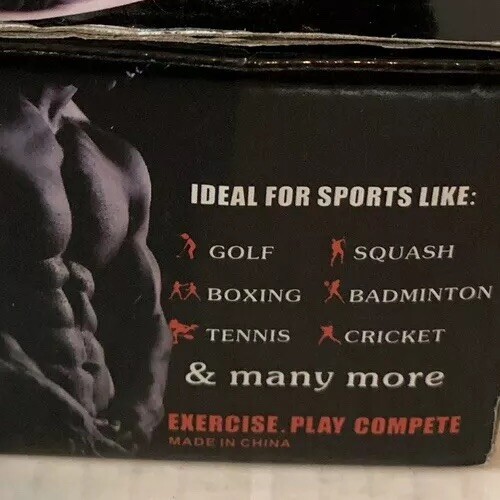 IDEAL FOR SPORTS LIKE:
GOLF SQUASH
BOXING BADMINTON
TENNIS CRICKET
& many more
EXERCISE. PLAY COMPETE
MADE IN CHINA